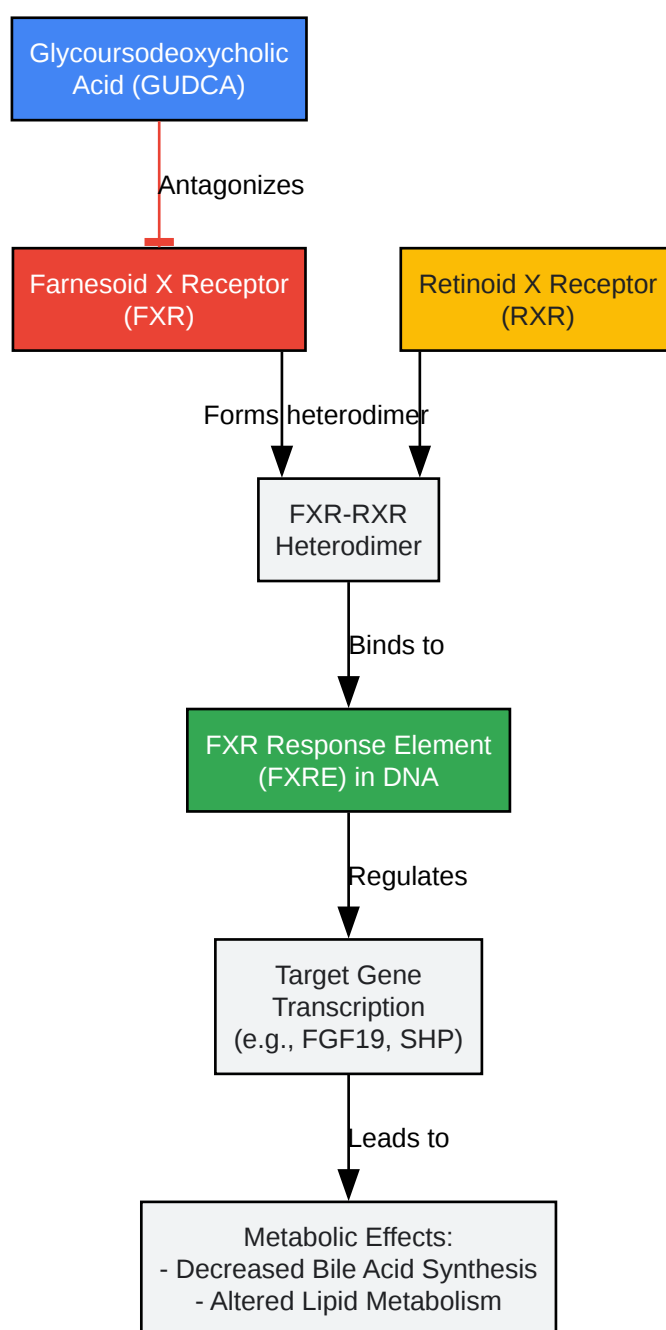 Glycoursodeoxycholic
Acid (GUDCA)
Antagonizes
Farnesoid X Receptor
(FXR)
Retinoid X Receptor
(RXR)
Forms heterodimer
FXR-RXR
Heterodimer
Binds to
FXR Response Element
(FXRE) in DNA
Regulates
Target Gene
Transcription
(e.g., FGF19, SHP)
Leads to
Metabolic Effects:
- Decreased Bile Acid Synthesis
- Altered Lipid Metabolism